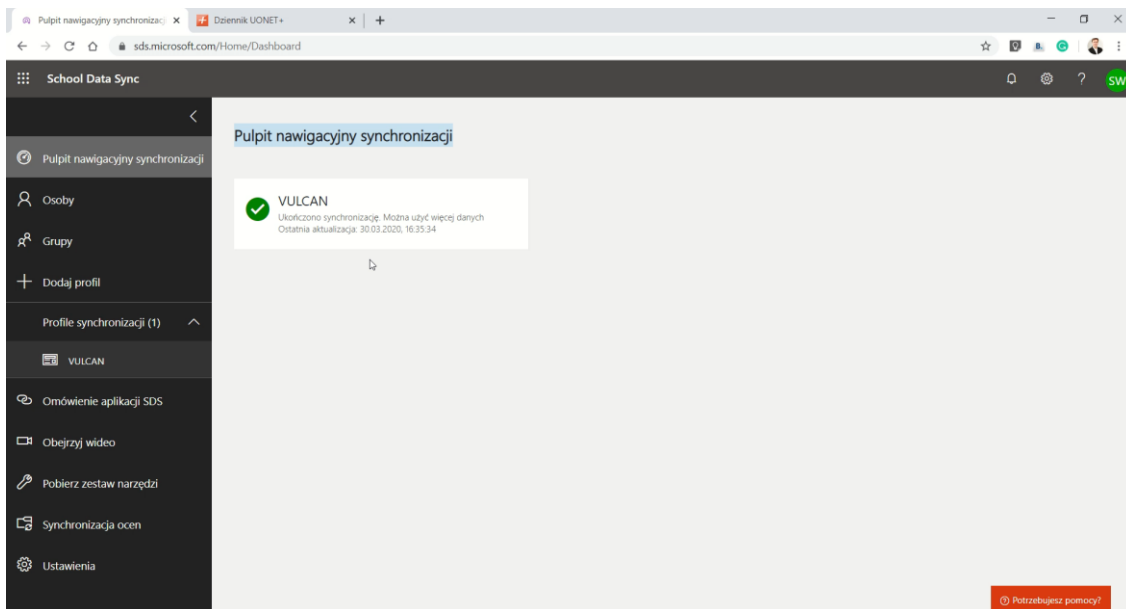 Pulpit nawigacyjny synchronizacj
Dziennik UONET+
sds.microsoft.com/Home/Dashboard
School Data Sync
SW
Pulpit nawigacyjny synchronizacji
Pulpit nawigacyjny synchronizacji
VULCAN
Ukończono synchronizację. Można użyć więcej danych
Ostatnia aktualizacja: 30.03.2020, 16:35:34
Osoby
Grupy
Dodaj profil
Profile synchronizacji (1)
VULCAN
Omówienie aplikacji SDS
Obejrzyj wideo
Pobierz zestaw narzędzi
Synchronizacja ocen
Ustawienia
Potrzebujesz pomocy?